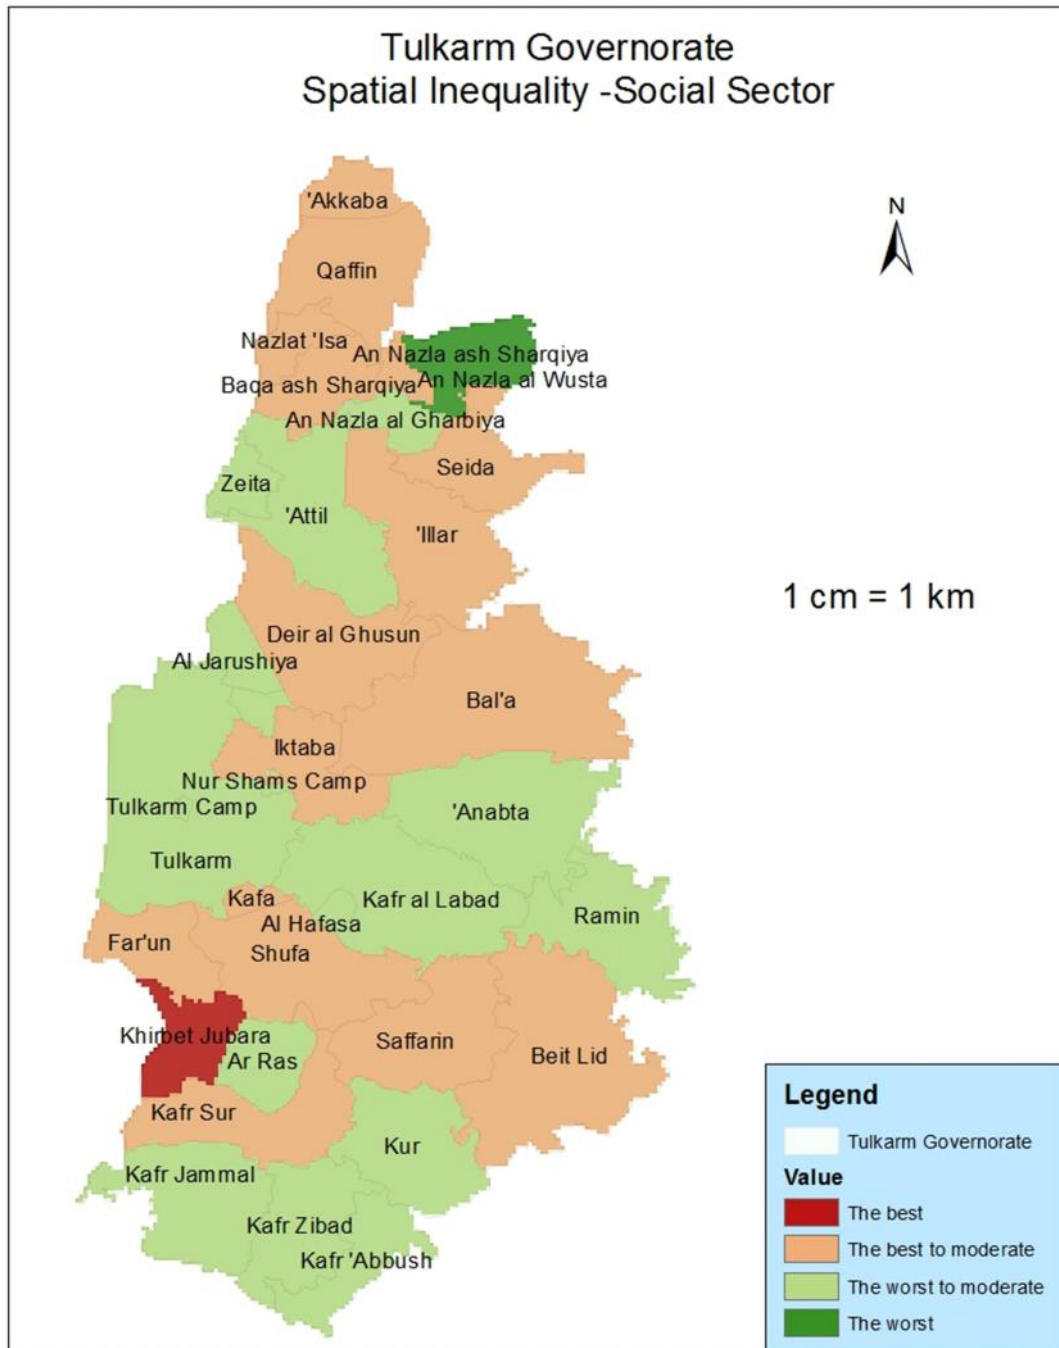 Tulkarm Governorate
Spatial Inequality -Social Sector
N
'Akkaba
Qaffin
Nazlat 'Isa
An Nazla ash Sharqiya
Baqa ash Sharqiya
An Nazla al Wusta
An Nazla al Gharbiya
Seida
Zeita
'Attil
'Illar
1 cm = 1 km
Deir al Ghusun
Al Jarushiya
Bal'a
Iktaba
Nur Shams Camp
Tulkarm Camp
'Anabta
Tulkarm
Kafa
Kafr al Labad
Ramin
Al Hafasa
Far'un
Shufa
Khirbet Jubara
Saffarin
Ar Ras
Beit Lid
Kafr Sur
Kur
Kafr Jammal
Kafr Zibad
Kafr 'Abbush
Legend
Tulkarm Governorate
Value
The best
The best to moderate
The worst to moderate
The worst